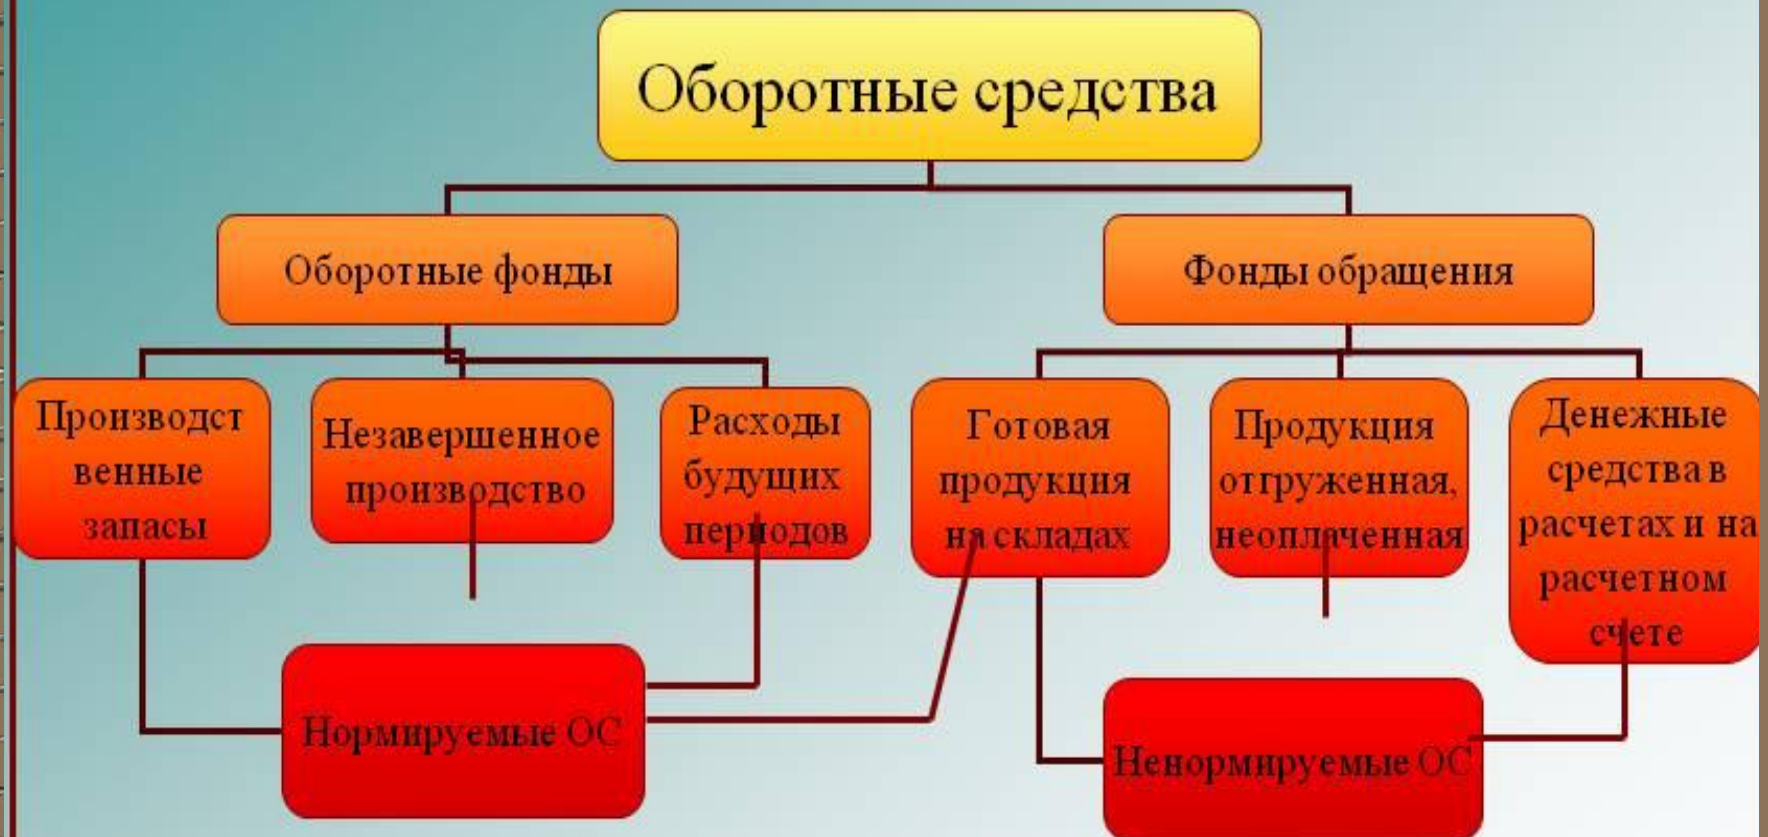 Оборотные средства
Оборотные фонды
Фонды обращения
Производст
венные
запасы
Незавершенное
производство
Расходы
будущих
периодов
Готовая
продукция
на складах
Продукция
отгруженная,
неоплаченная
Денежные
средства в
расчетах и на
расчетном
счете
Нормируемые ОС
Ненормируемые ОС